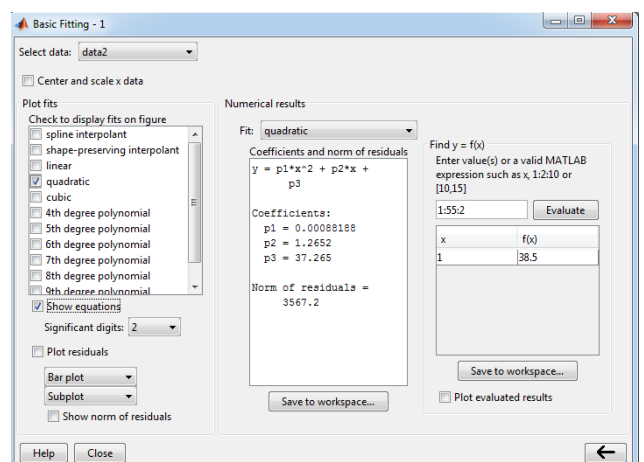 Basic Fitting - 1
Select data: data2
Center and scale x data
Plot fits
Check to display fits on figure
spline interpolant
shape-preserving interpolant
linear
quadratic
cubic
4th degree polynomial
5th degree polynomial
6th degree polynomial
7th degree polynomial
8th degree polynomial
9th degree polynomial
Show equations
Significant digits: 2
Plot residuals
Bar plot
Subplot
Show norm of residuals
Numerical results
Fit: quadratic
Coefficients and norm of residuals
y = p1*x^2 + p2*x +
p3
Coefficients:
p1 = 0.00088188
p2 = 1.2652
p3 = 37.265
Norm of residuals =
3567.2
Save to workspace...
Find y = f(x)
Enter value(s) or a valid MATLAB
expression such as x, 1:2:10 or
[10,15]
1:55:2 Evaluate
x f(x)
1 38.5
Save to workspace...
Plot evaluated results
Help Close